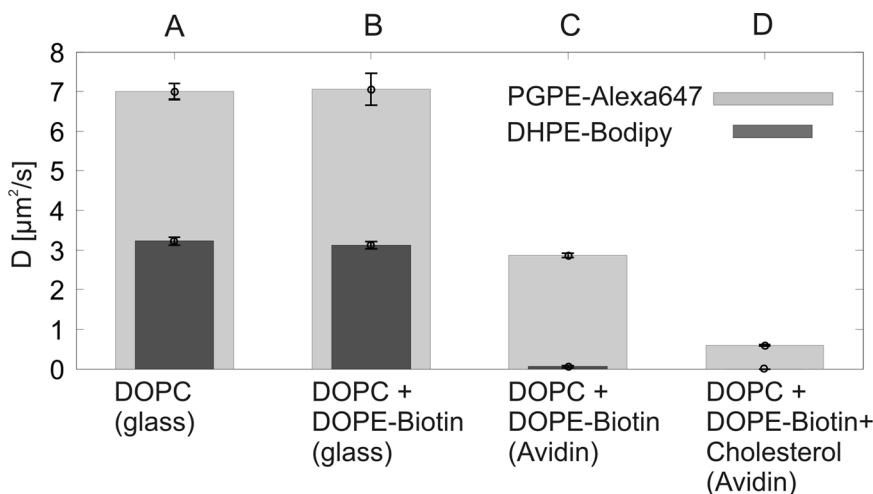 A B C D
8
7
6
5
4
3
2
1
0
D [µm²/s]
PGPE-Alexa647
DHPE-Bodipy
DOPC
(glass)
DOPC +
DOPE-Biotin
(glass)
DOPC +
DOPE-Biotin
(Avidin)
DOPC +
DOPE-Biotin+
Cholesterol
(Avidin)